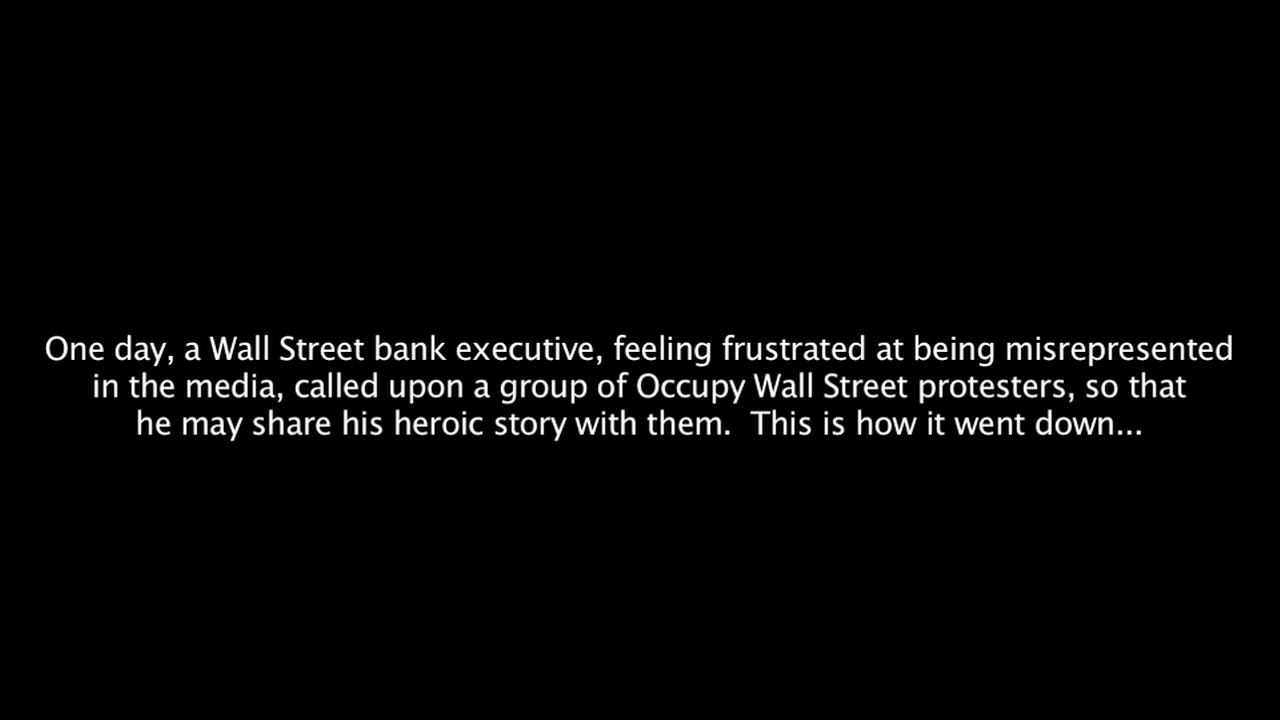 One day, a Wall Street bank executive, feeling frustrated at being misrepresented
in the media, called upon a group of Occupy Wall Street protesters, so that
he may share his heroic story with them.  This is how it went down...